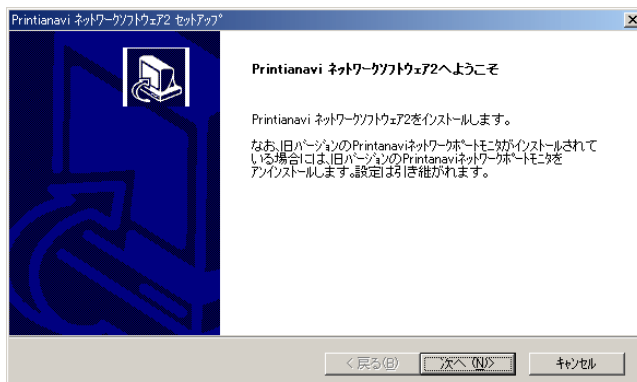 Printianavi ネットワークソフトウェア2 セットアップ
Printianavi ネットワークソフトウェア2へようこそ
Printianavi ネットワークソフトウェア2をインストールします。
なお、旧バージョンのPrintanaviネットワークポートモニタがインストールされて
いる場合には、旧バージョンのPrintanaviネットワークポートモニタを
アンインストールします。設定は引き継がれます。
< 戻る(B)
次へ (N)>
キャンセル